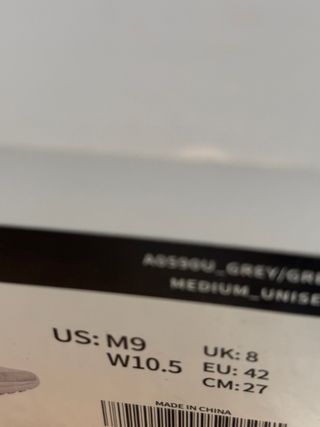 A0590U_GREY/GRE
MEDIUM_UNISE
US: M9
W10.5
UK: 8
EU: 42
CM: 27
MADE IN CHINA